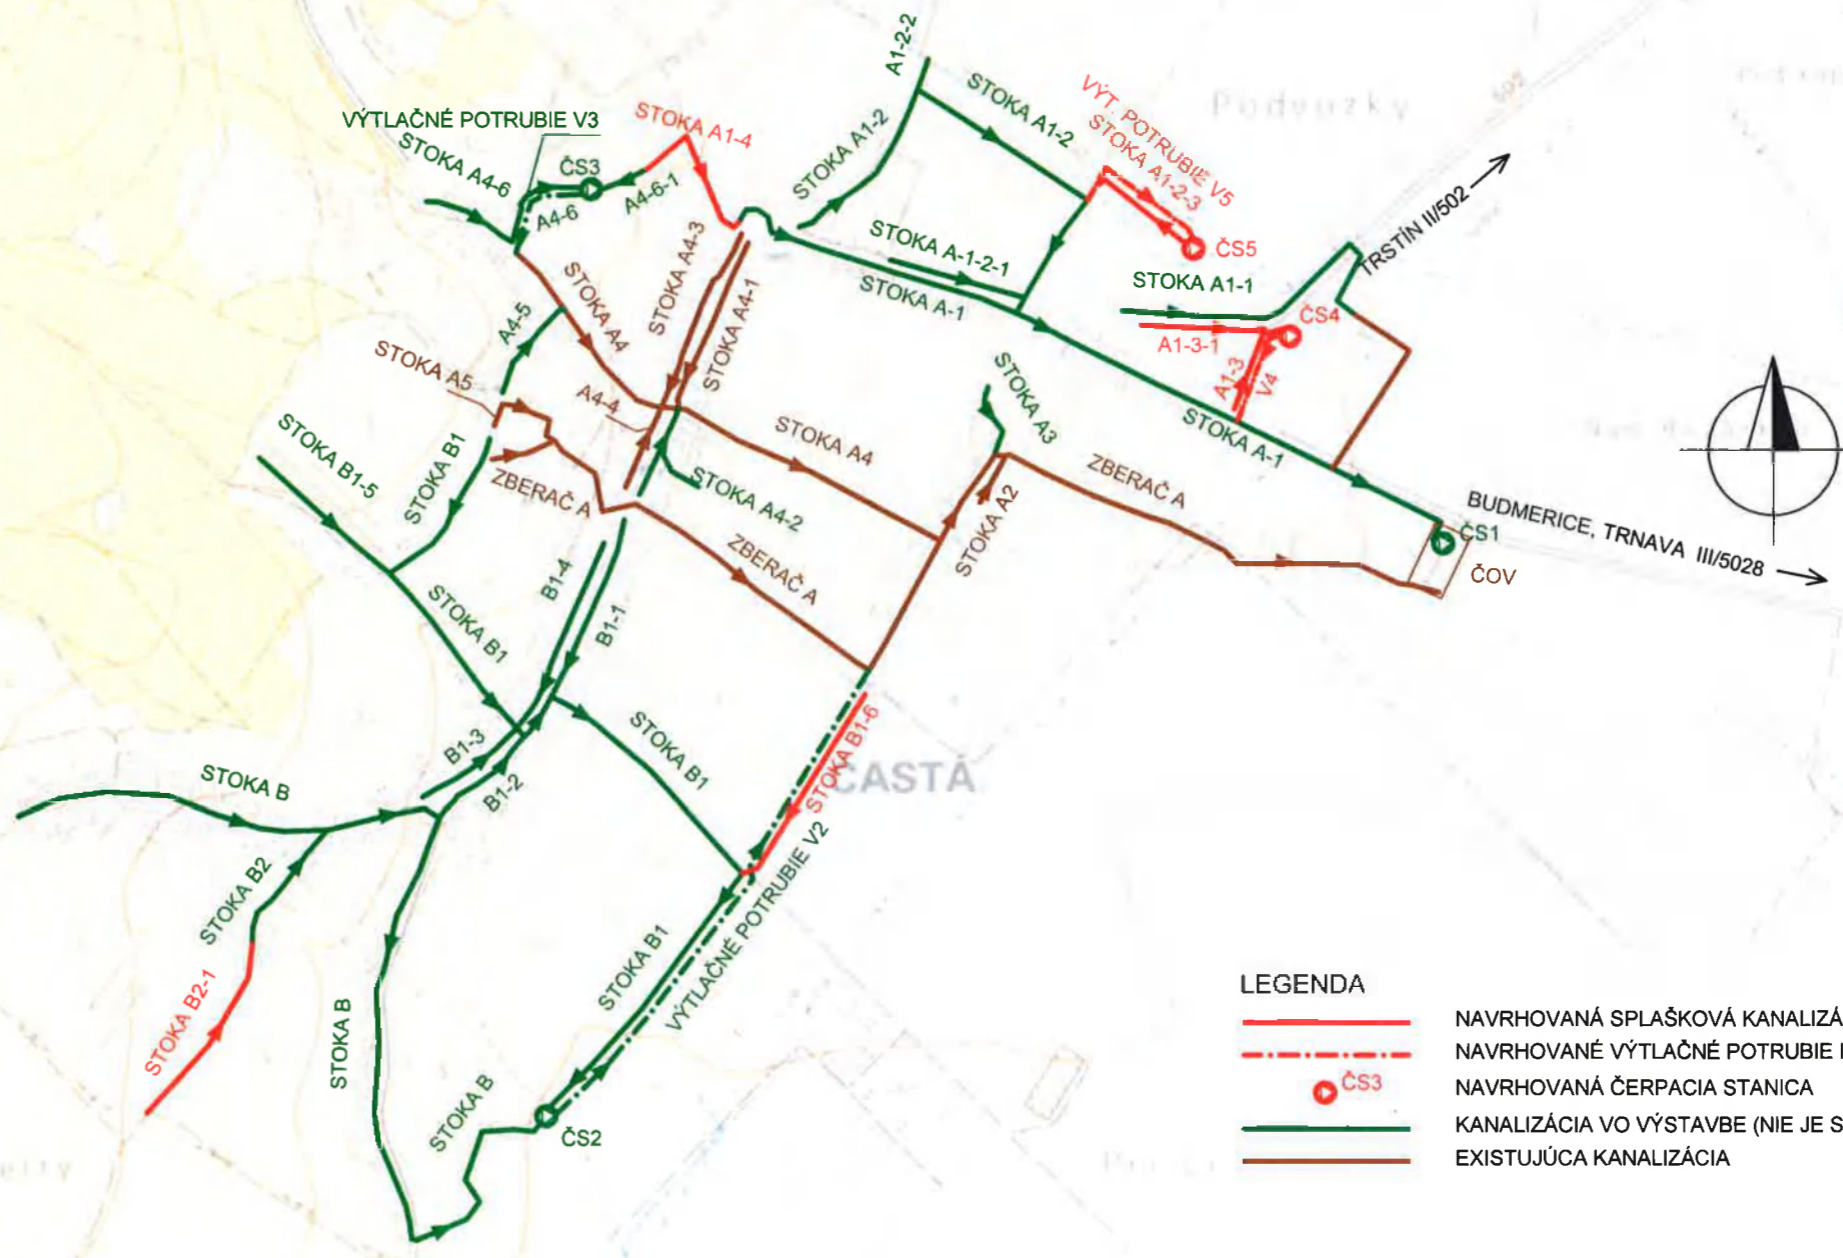 A1-2-2
STOKA A1-2
VÝT. POTRUBIE V5
STOKA A1-2-3
Podvozky
502
VÝTLAČNÉ POTRUBIE V3
STOKA A1-4
STOKA A4-6
ČS3
A4-6
A4-6-1
STOKA A1-2
TRSTÍN II/502
ČS5
STOKA A4-3
STOKA A4-1
STOKA A-1-2-1
STOKA A-1
STOKA A1-1
ČS4
A1-3-1
A1-3
V4
STOKA A4
A4-5
STOKA A5
A4-4
STOKA A3
STOKA A4
STOKA A-1
STOKA B1-5
STOKA B1
ZBERAČ A
STOKA A4-2
ZBERAČ A
STOKA A2
BUDMERICE, TRNAVA III/5028
ČS1
ČOV
ZBERAČ A
B1-4
B1-1
STOKA B1
STOKA B1
B1-3
B1-2
STOKA B1-6
ČASTÁ
STOKA B
STOKA B2
STOKA B2-1
STOKA B
STOKA B
STOKA B1
VÝTLAČNÉ POTRUBIE V2
ČS2
LEGENDA
NAVRHOVANÁ SPLAŠKOVÁ KANALIZÁ
NAVRHOVANÉ VÝTLAČNÉ POTRUBIE
ČS3
NAVRHOVANÁ ČERPACIA STANICA
KANALIZÁCIA VO VÝSTAVBE (NIE JE S
EXISTUJÚCA KANALIZÁCIA